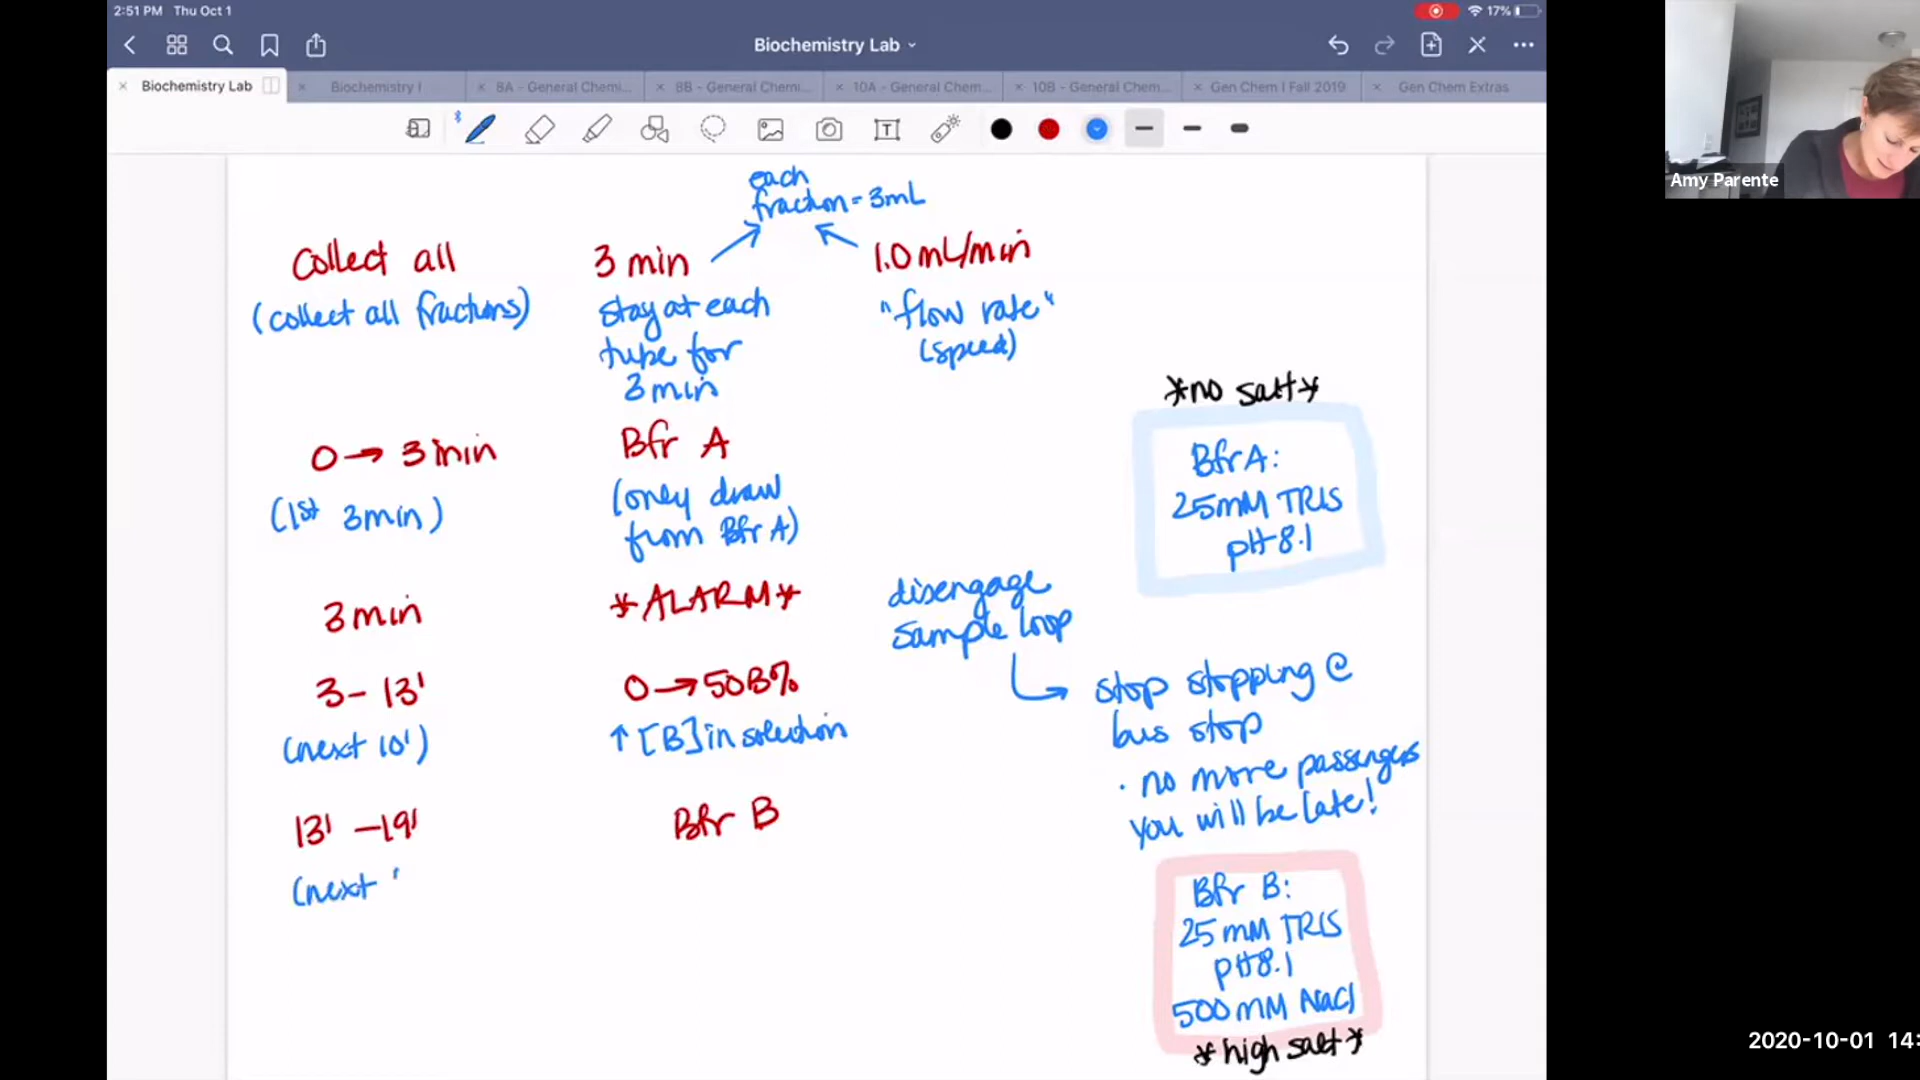 2:51 PM Thu Oct 1
17%
Biochemistry Lab
Biochemistry Lab
Biochemistry I
8A - General Chemi...
8B - General Chemi...
10A - General Chem...
10B - General Chem...
Gen Chem I Fall 2019
Gen Chem Extras
T
Amy Parente
each
fraction = 3mL
Collect all
3 min
1.0 mL/min
(collect all fractions)
stay at each
tube for
3 min
"flow rate"
(speed)
*no salt*
0 → 3 min
Bfr A
(1st 3min)
(only draw
from Bfr A)
Bfr A:
25mM TRIS
pH 8.1
3 min
*ALARM*
disengage
sample loop
3 - 13'
0 → 50B%
(next 10')
↑ [B] in solution
stop stopping @
bus stop
· no more passengers
you will be late!
13' - 19'
Bfr B
(next '
Bfr B:
25 mM TRIS
pH 8.1
500 mM NaCl
*high salt*
2020-10-01 14: